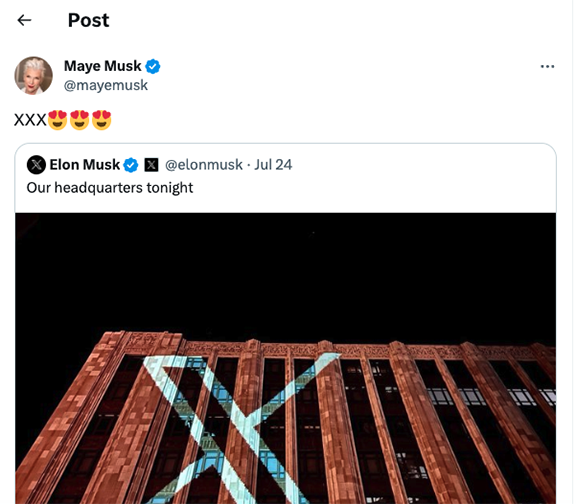 Post
Maye Musk
@mayemusk
XXX😍😍😍
Elon Musk @elonmusk · Jul 24
Our headquarters tonight
X